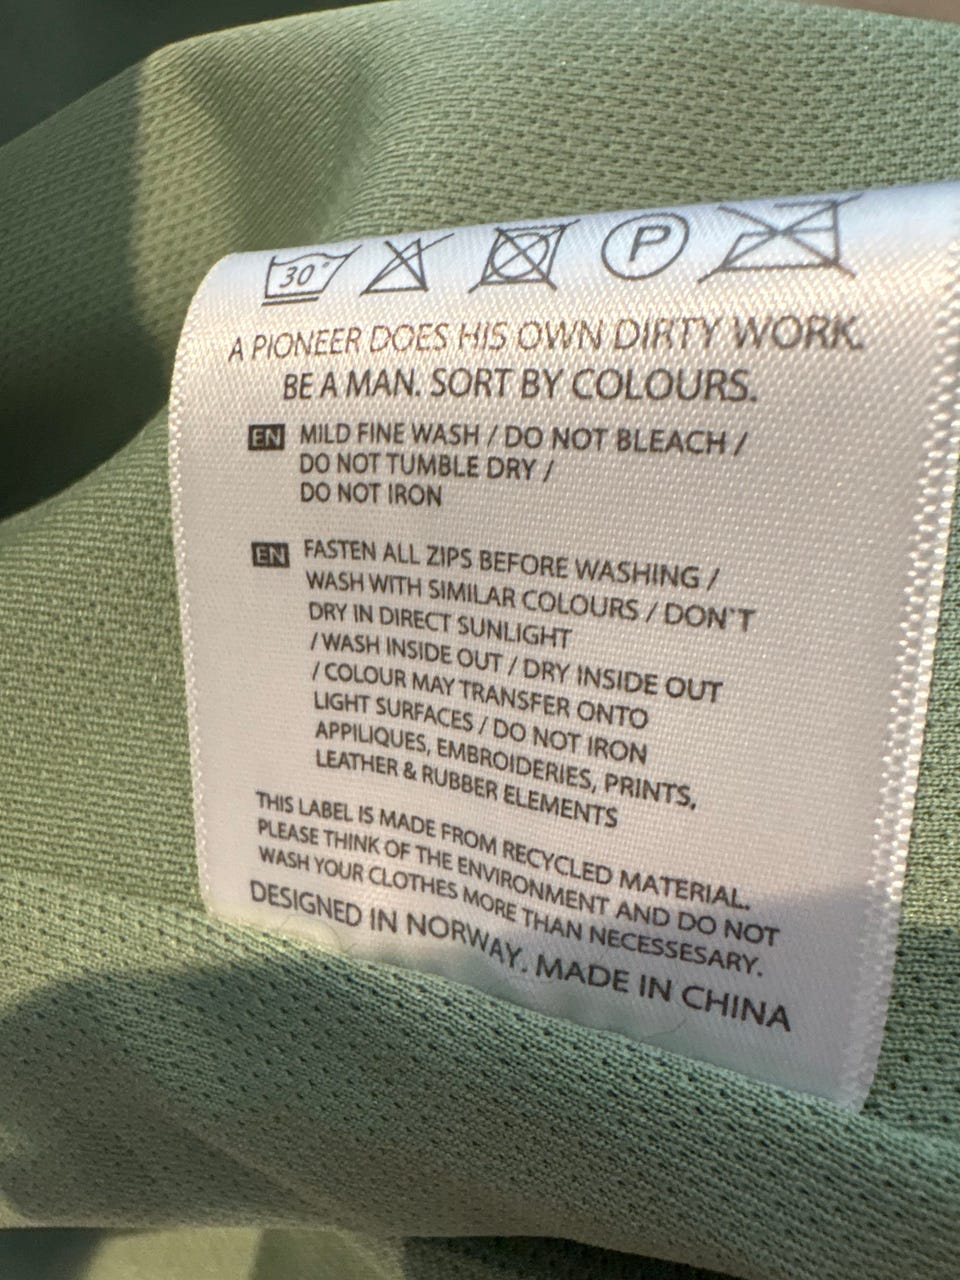 30° P
A PIONEER DOES HIS OWN DIRTY WORK.
BE A MAN. SORT BY COLOURS.
EN MILD FINE WASH / DO NOT BLEACH /
DO NOT TUMBLE DRY /
DO NOT IRON
EN FASTEN ALL ZIPS BEFORE WASHING /
WASH WITH SIMILAR COLOURS / DON'T
DRY IN DIRECT SUNLIGHT
/ WASH INSIDE OUT / DRY INSIDE OUT
/ COLOUR MAY TRANSFER ONTO
LIGHT SURFACES / DO NOT IRON
APPILIQUES, EMBROIDERIES, PRINTS,
LEATHER & RUBBER ELEMENTS
THIS LABEL IS MADE FROM RECYCLED MATERIAL.
PLEASE THINK OF THE ENVIRONMENT AND DO NOT
WASH YOUR CLOTHES MORE THAN NECESSESARY.
DESIGNED IN NORWAY. MADE IN CHINA